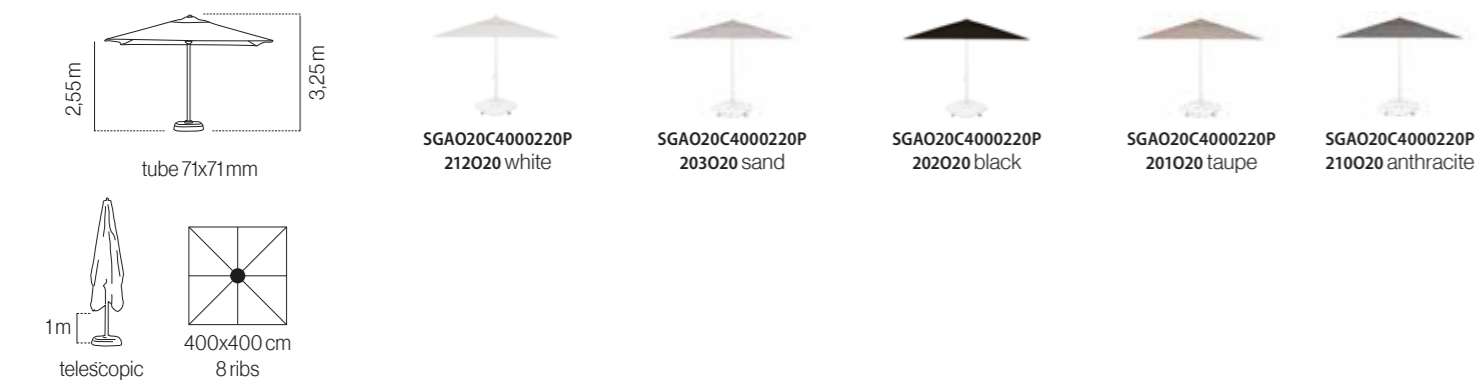 2,55 m
3,25 m
tube 71x71 mm
1 m
telescopic
400x400 cm
8 ribs
SGAO20C4000220P
212O20 white
SGAO20C4000220P
203O20 sand
SGAO20C4000220P
202O20 black
SGAO20C4000220P
201O20 taupe
SGAO20C4000220P
210O20 anthracite